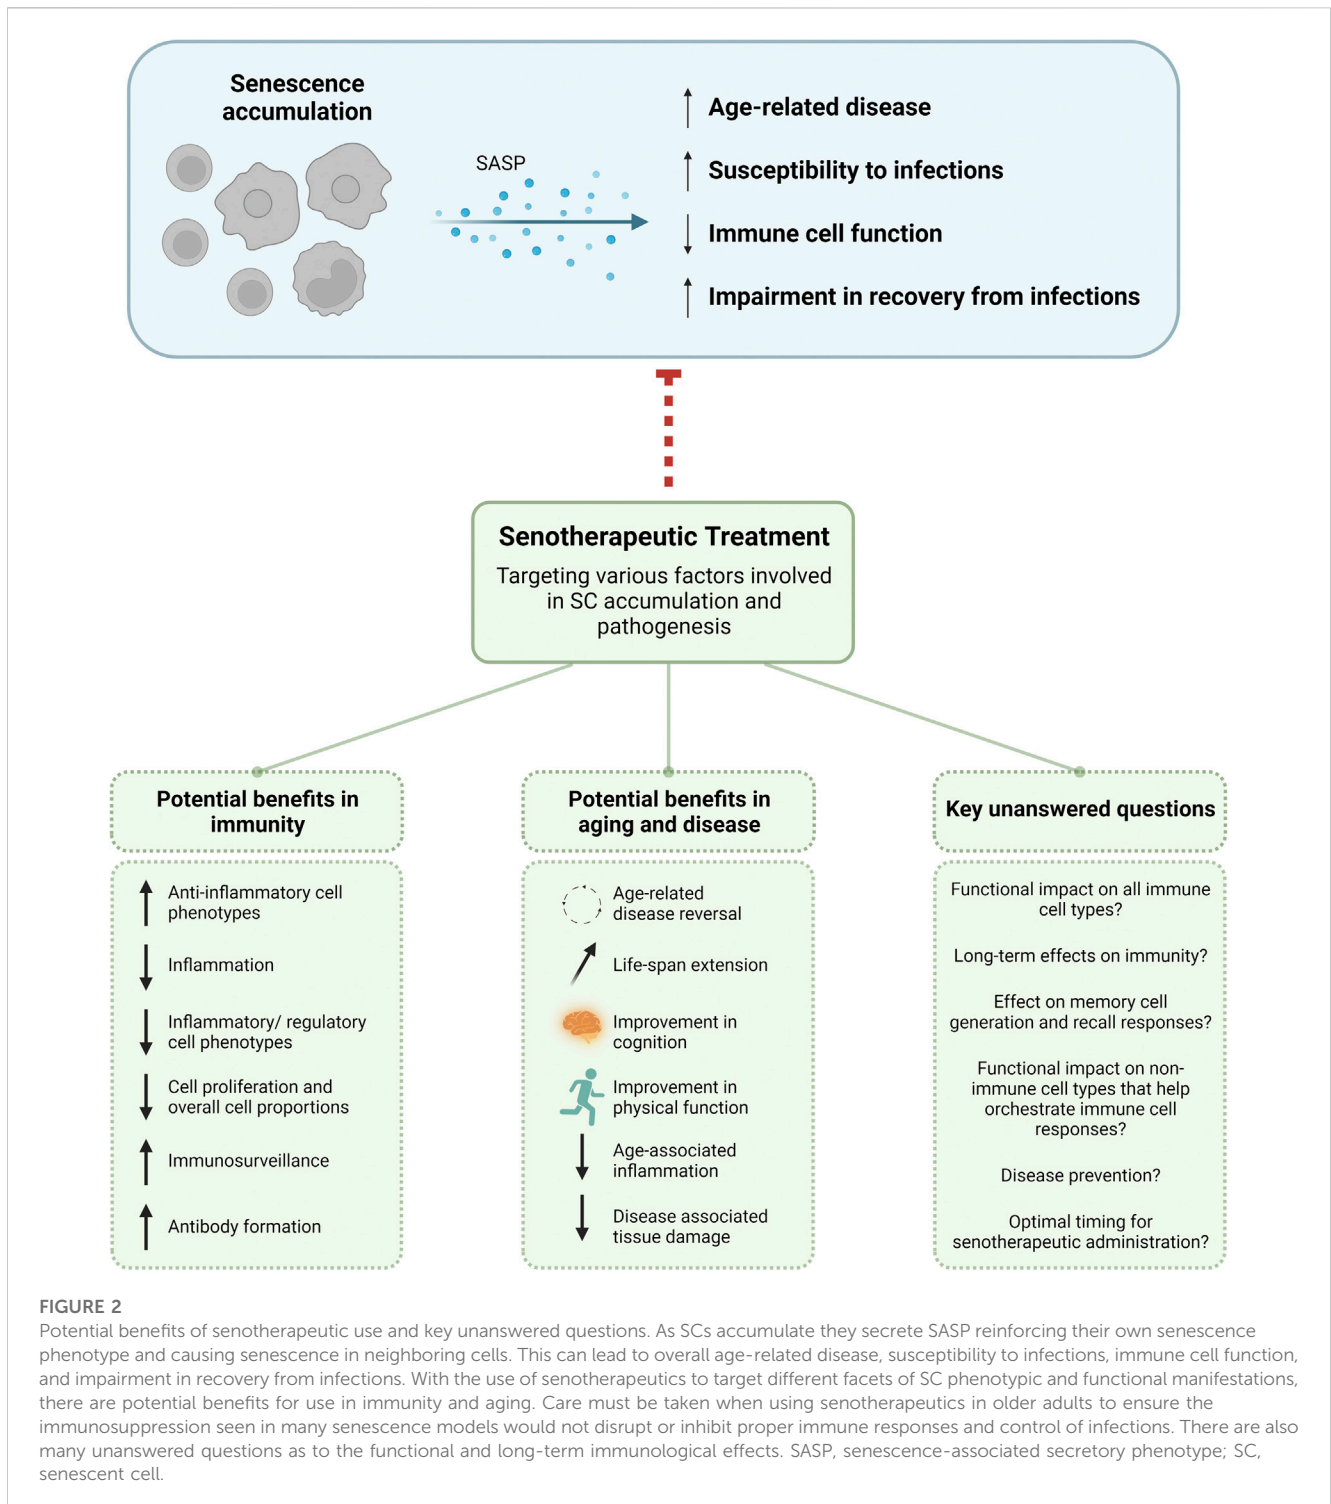 Senescence
accumulation
SASP
Age-related disease
Susceptibility to infections
Immune cell function
Impairment in recovery from infections
Senotherapeutic Treatment
Targeting various factors involved
in SC accumulation and
pathogenesis
Potential benefits in
immunity
Anti-inflammatory cell
phenotypes
Inflammation
Inflammatory/ regulatory
cell phenotypes
Cell proliferation and
overall cell proportions
Immunosurveillance
Antibody formation
Potential benefits in
aging and disease
Age-related
disease reversal
Life-span extension
Improvement in
cognition
Improvement in
physical function
Age-associated
inflammation
Disease associated
tissue damage
Key unanswered questions
Functional impact on all immune
cell types?
Long-term effects on immunity?
Effect on memory cell
generation and recall responses?
Functional impact on non-
immune cell types that help
orchestrate immune cell
responses?
Disease prevention?
Optimal timing for
senotherapeutic administration?
FIGURE 2
Potential benefits of senotherapeutic use and key unanswered questions. As SCs accumulate they secrete SASP reinforcing their own senescence
phenotype and causing senescence in neighboring cells. This can lead to overall age-related disease, susceptibility to infections, immune cell function,
and impairment in recovery from infections. With the use of senotherapeutics to target different facets of SC phenotypic and functional manifestations,
there are potential benefits for use in immunity and aging. Care must be taken when using senotherapeutics in older adults to ensure the
immunosuppression seen in many senescence models would not disrupt or inhibit proper immune responses and control of infections. There are also
many unanswered questions as to the functional and long-term immunological effects. SASP, senescence-associated secretory phenotype; SC,
senescent cell.